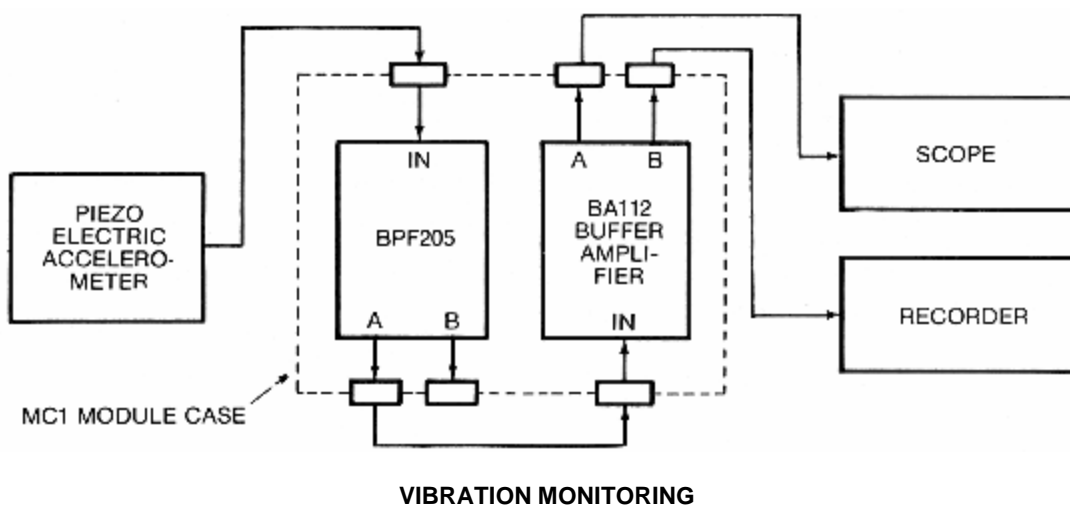 PIEZO
ELECTRIC
ACCELERO-
METER
IN
BPF205
A B
A B
BA112
BUFFER
AMPLI-
FIER
IN
SCOPE
RECORDER
MC1 MODULE CASE
VIBRATION MONITORING